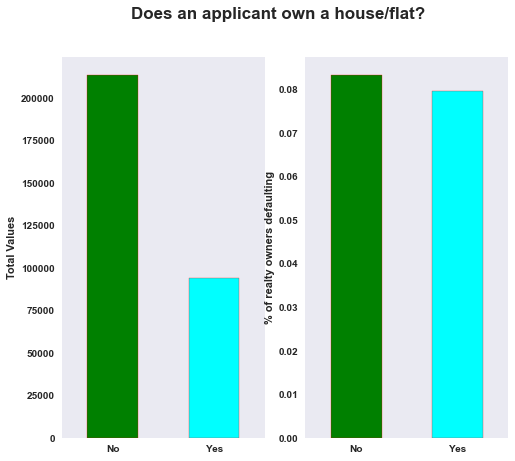 Does an applicant own a house/flat?
Total Values
200000
175000
150000
125000
100000
75000
50000
25000
0
No
Yes
% of realty owners defaulting
0.08
0.07
0.06
0.05
0.04
0.03
0.02
0.01
0.00
No
Yes